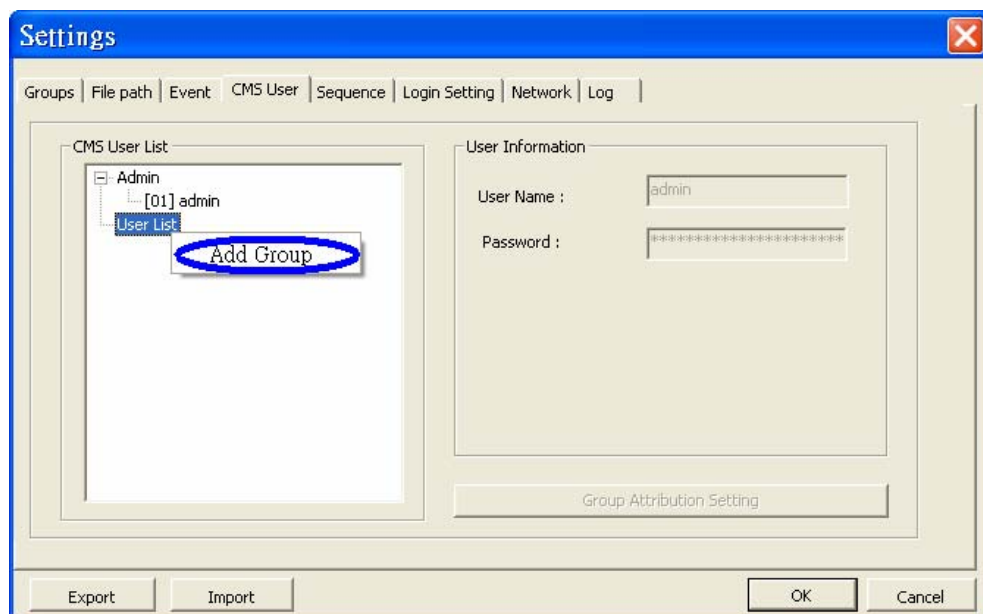 Settings
Groups File path Event CMS User Sequence Login Setting Network Log
CMS User List
Admin
[01] admin
User List
Add Group
User Information
User Name :
admin
Password :
**********************
Group Attribution Setting
Export
Import
OK
Cancel